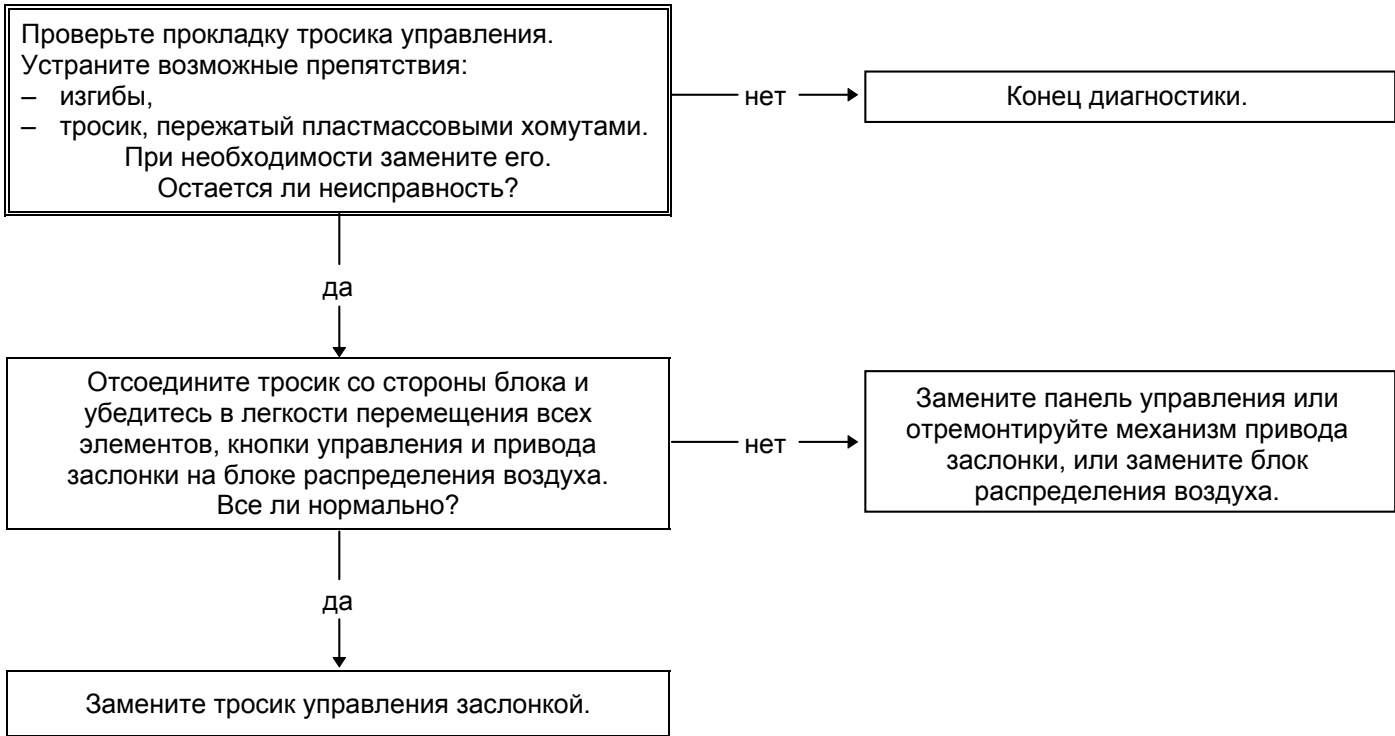 Проверьте прокладку тросика управления.
Устраните возможные препятствия:
– изгибы,
– тросик, пережатый пластмассовыми хомутами.
При необходимости замените его.
Остается ли неисправность?
нет
Конец диагностики.
да
Отсоедините тросик со стороны блока и
убедитесь в легкости перемещения всех
элементов, кнопки управления и привода
заслонки на блоке распределения воздуха.
Все ли нормально?
нет
Замените панель управления или
отремонтируйте механизм привода
заслонки, или замените блок
распределения воздуха.
да
Замените тросик управления заслонкой.